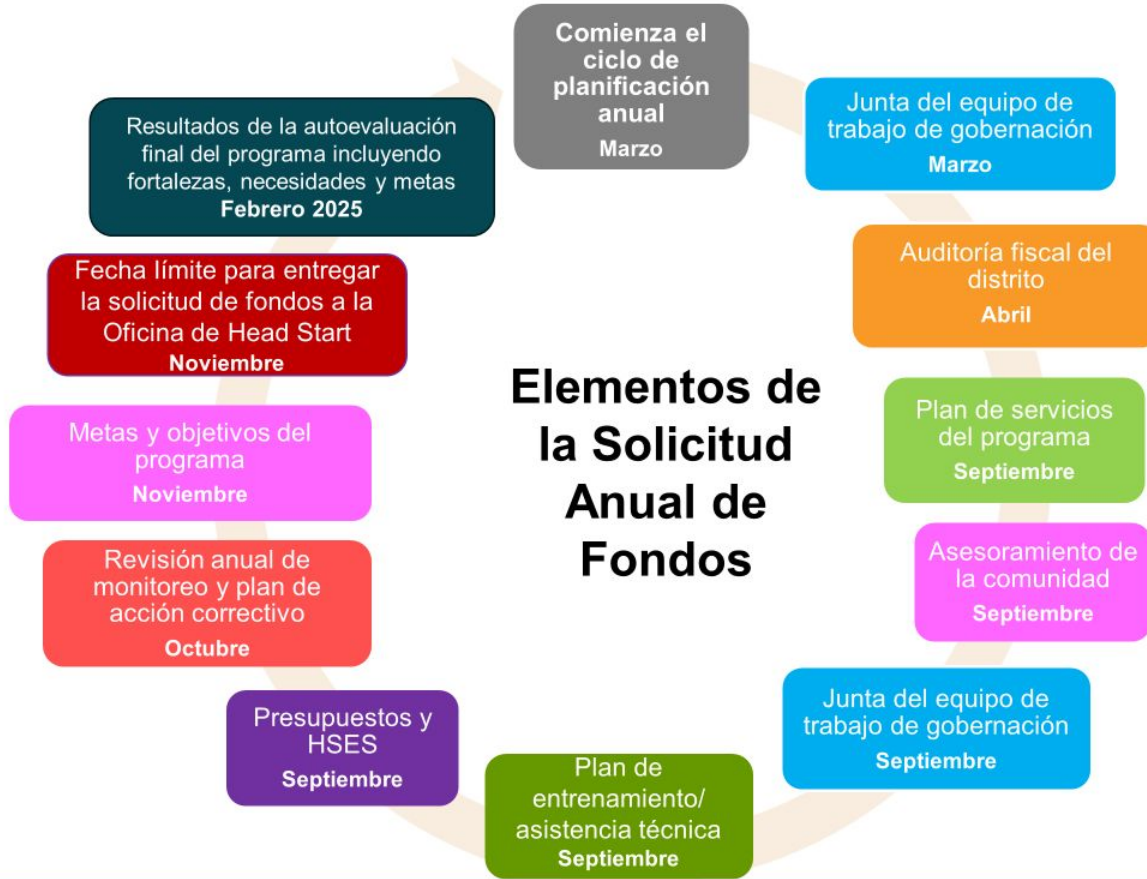 Comienza el
ciclo de
planificación
anual
Marzo
Junta del equipo de
trabajo de gobernación
Marzo
Auditoría fiscal del
distrito
Abril
Plan de servicios
del programa
Septiembre
Asesoramiento de
la comunidad
Septiembre
Junta del equipo de
trabajo de gobernación
Septiembre
Plan de
entrenamiento/
asistencia técnica
Septiembre
Presupuestos y
HSES
Septiembre
Revisión anual de
monitoreo y plan de
acción correctivo
Octubre
Metas y objetivos del
programa
Noviembre
Fecha límite para entregar
la solicitud de fondos a la
Oficina de Head Start
Noviembre
Resultados de la autoevaluación
final del programa incluyendo
fortalezas, necesidades y metas
Febrero 2025
Elementos de
la Solicitud
Anual de
Fondos